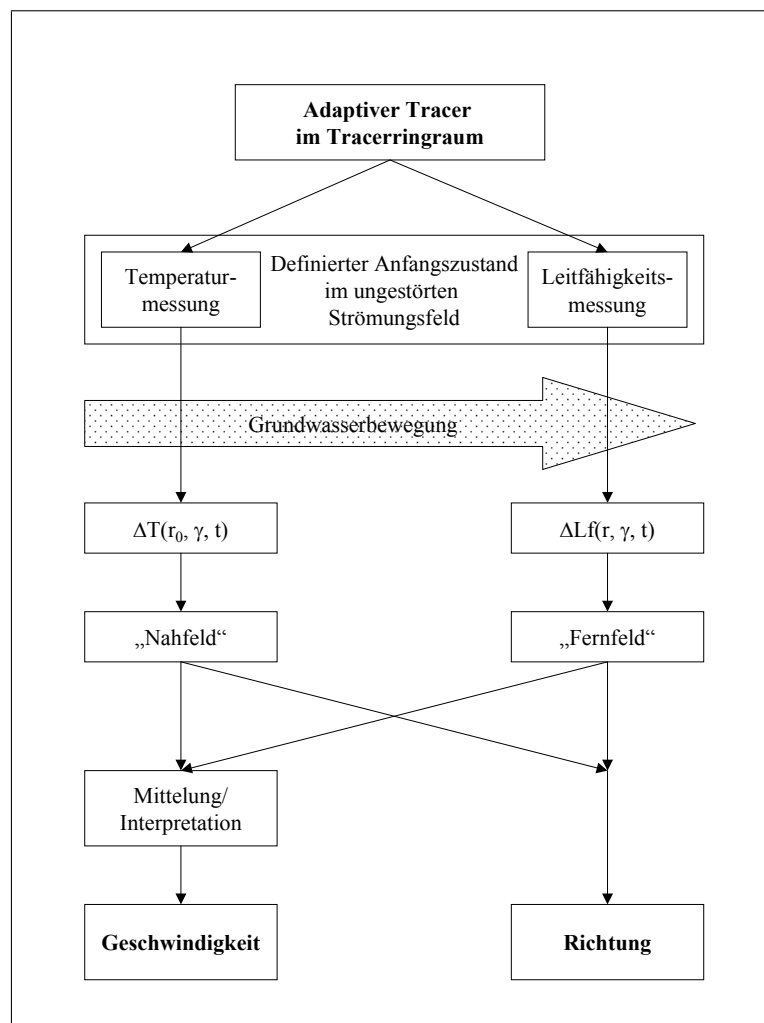 Adaptiver Tracer
im Tracerringraum
Temperatur-
messung
Definierter Anfangszustand
im ungestörten
Strömungsfeld
Leitfähigkeits-
messung
Grundwasserbewegung
ΔT(r₀, γ, t)
ΔLf(r, γ, t)
„Nahfeld“
„Fernfeld“
Mittelung/
Interpretation
Geschwindigkeit
Richtung